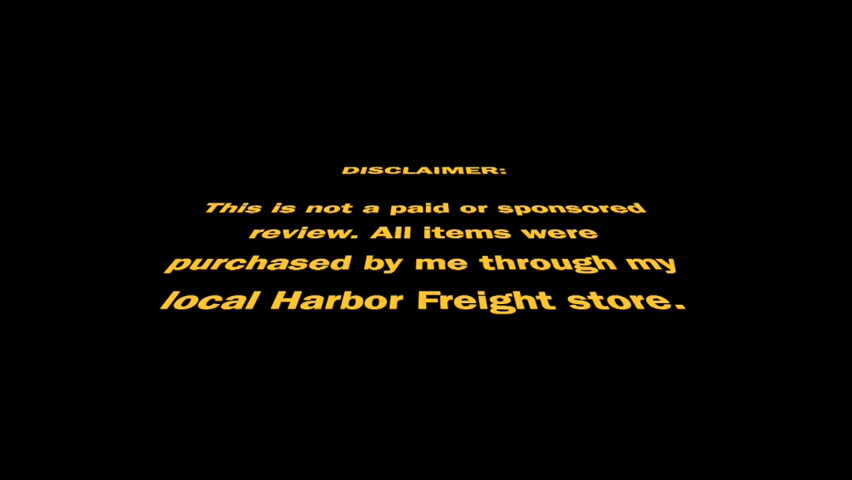 DISCLAIMER:
This is not a paid or sponsored
review. All items were
purchased by me through my
local Harbor Freight store.